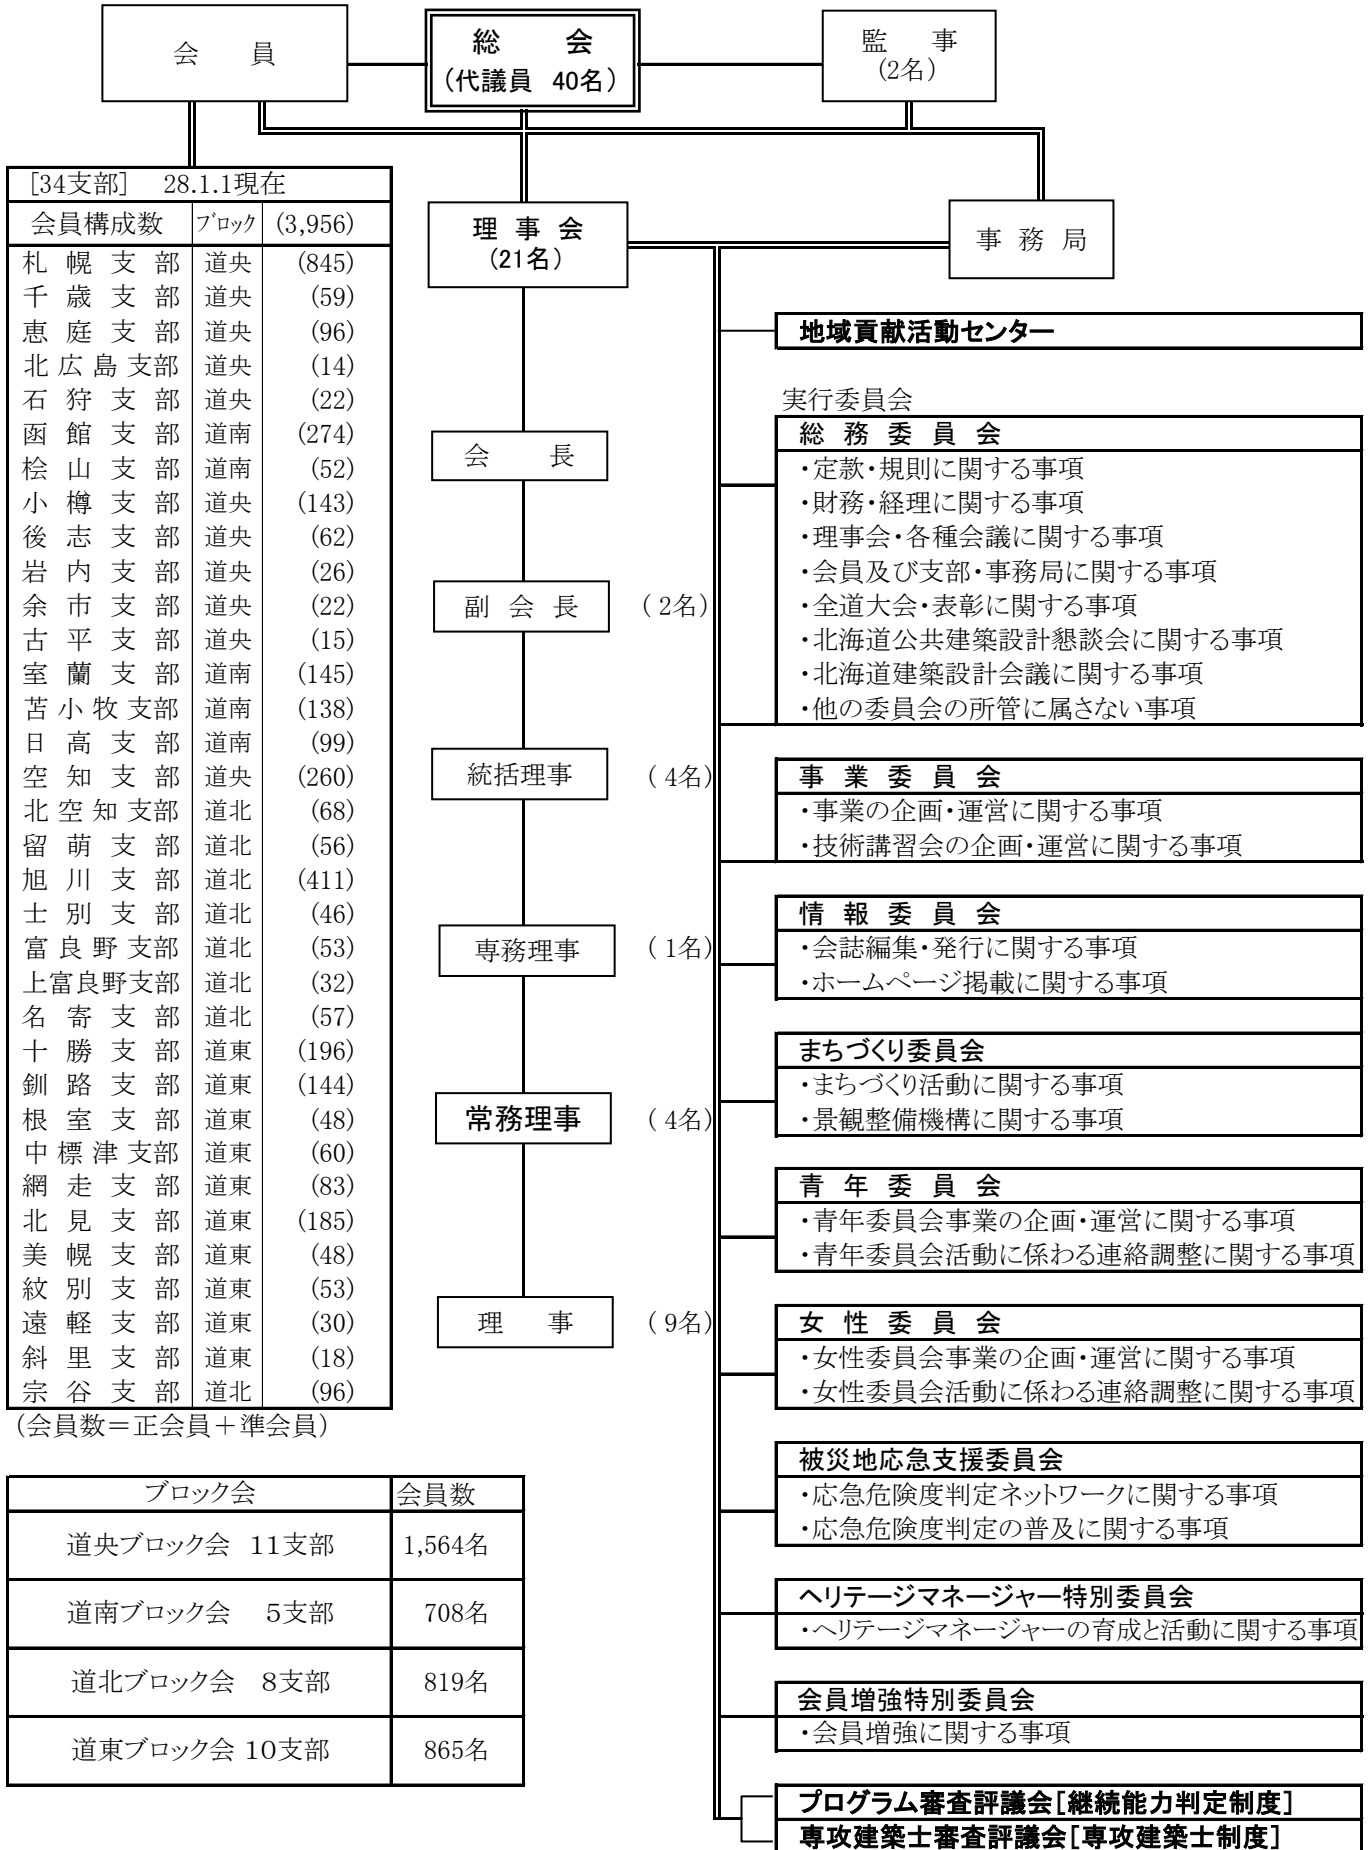 会 員
総 会
(代議員 40名)
監 事
(2名)
[34支部] 28.1.1現在
会員構成数 ブロック (3,956)
札幌支部 道央 (845)
千歳支部 道央 (59)
恵庭支部 道央 (96)
北広島支部 道央 (14)
石狩支部 道央 (22)
函館支部 道南 (274)
桧山支部 道南 (52)
小樽支部 道央 (143)
後志支部 道央 (62)
岩内支部 道央 (26)
余市支部 道央 (22)
古平支部 道央 (15)
室蘭支部 道南 (145)
苫小牧支部 道南 (138)
日高支部 道南 (99)
空知支部 道央 (260)
北空知支部 道北 (68)
留萌支部 道北 (56)
旭川支部 道北 (411)
士別支部 道北 (46)
富良野支部 道北 (53)
上富良野支部 道北 (32)
名寄支部 道北 (57)
十勝支部 道東 (196)
釧路支部 道東 (144)
根室支部 道東 (48)
中標津支部 道東 (60)
網走支部 道東 (83)
北見支部 道東 (185)
美幌支部 道東 (48)
紋別支部 道東 (53)
遠軽支部 道東 (30)
斜里支部 道東 (18)
宗谷支部 道北 (96)
(会員数=正会員+準会員)
ブロック会 会員数
道央ブロック会 11支部 1,564名
道南ブロック会 5支部 708名
道北ブロック会 8支部 819名
道東ブロック会 10支部 865名
理 事 会
(21名)
会 長
副 会 長 (2名)
統括理事 (4名)
専務理事 (1名)
常務理事 (4名)
理 事 (9名)
事 務 局
地域貢献活動センター
実行委員会
総 務 委 員 会
・定款・規則に関する事項
・財務・経理に関する事項
・理事会・各種会議に関する事項
・会員及び支部・事務局に関する事項
・全道大会・表彰に関する事項
・北海道公共建築設計懇談会に関する事項
・北海道建築設計会議に関する事項
・他の委員会の所管に属さない事項
事 業 委 員 会
・事業の企画・運営に関する事項
・技術講習会の企画・運営に関する事項
情 報 委 員 会
・会誌編集・発行に関する事項
・ホームページ掲載に関する事項
まちづくり委員会
・まちづくり活動に関する事項
・景観整備機構に関する事項
青 年 委 員 会
・青年委員会事業の企画・運営に関する事項
・青年委員会活動に係わる連絡調整に関する事項
女 性 委 員 会
・女性委員会事業の企画・運営に関する事項
・女性委員会活動に係わる連絡調整に関する事項
被災地応急支援委員会
・応急危険度判定ネットワークに関する事項
・応急危険度判定の普及に関する事項
ヘリテージマネージャー特別委員会
・ヘリテージマネージャーの育成と活動に関する事項
会員増強特別委員会
・会員増強に関する事項
プログラム審査評議会[継続能力判定制度]
専攻建築士審査評議会[専攻建築士制度]